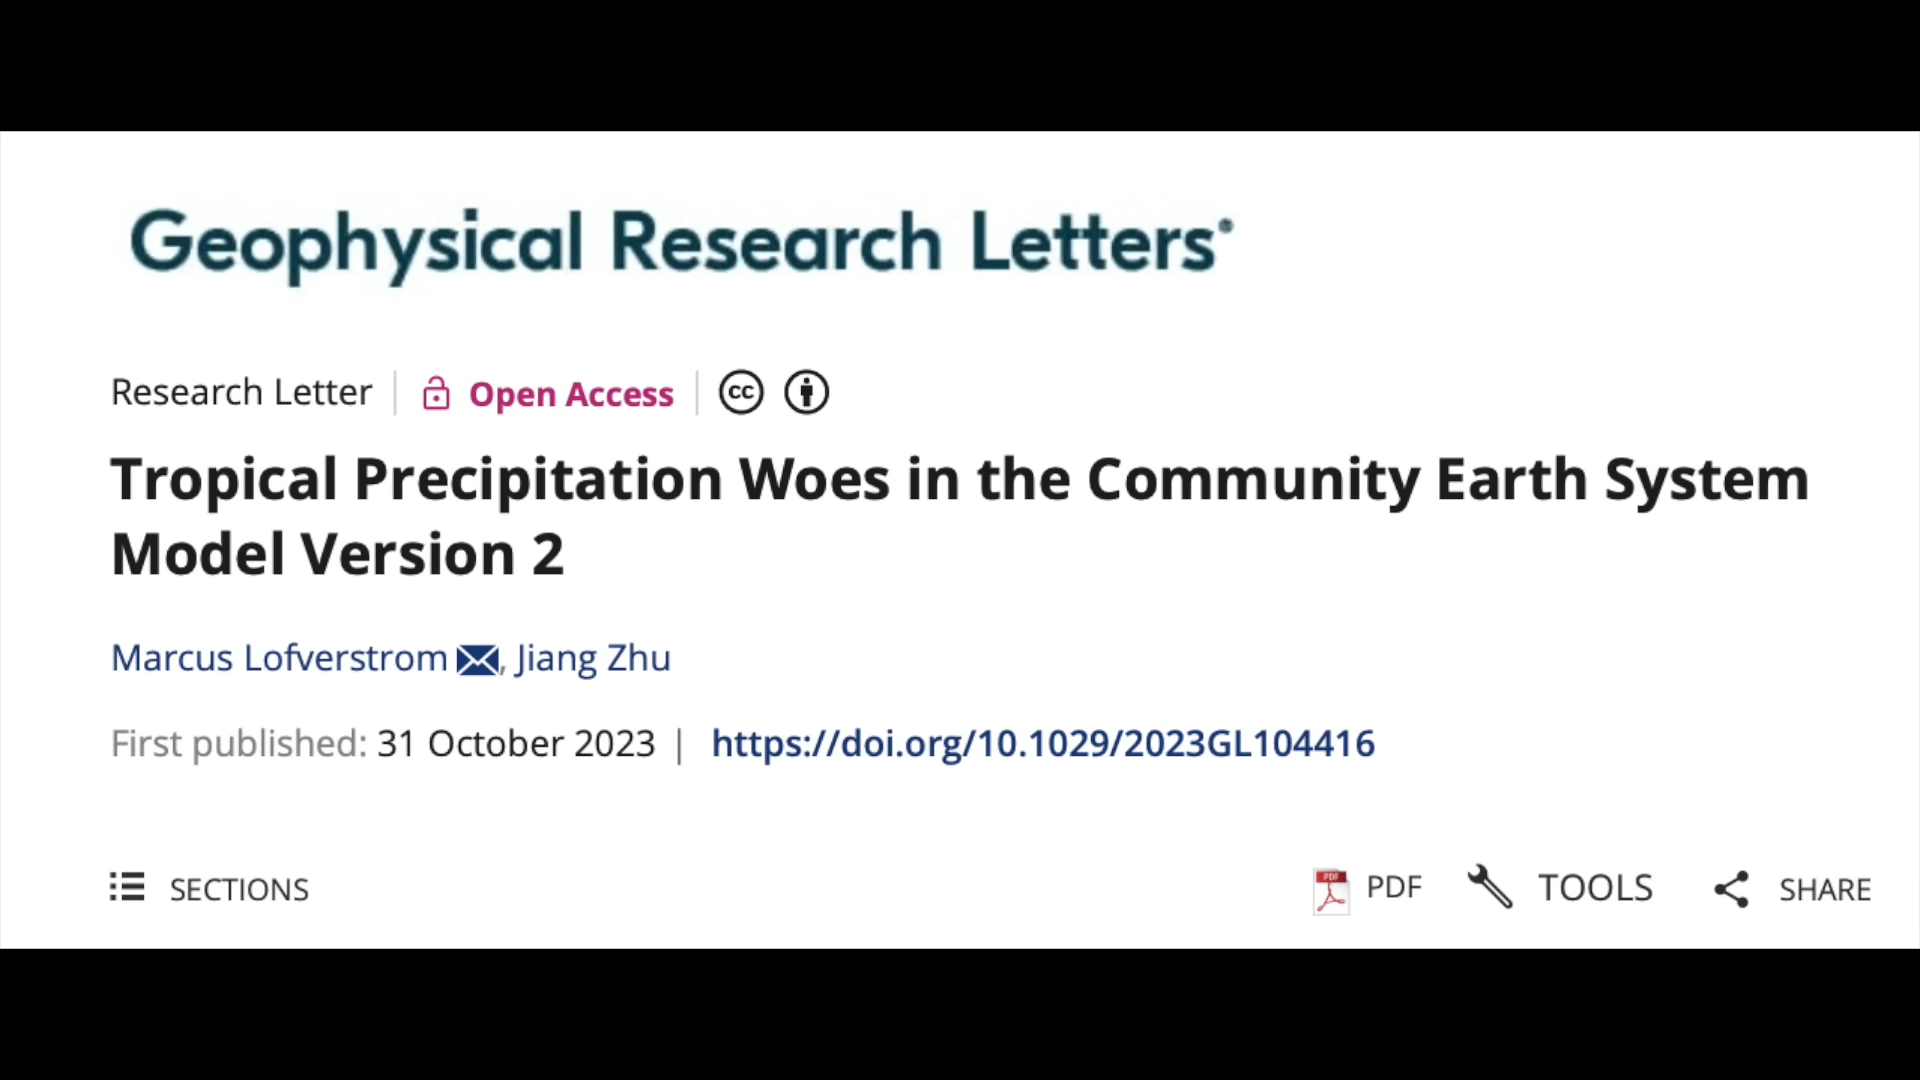 Geophysical Research Letters®
Research Letter | Open Access | cc
Tropical Precipitation Woes in the Community Earth System
Model Version 2
Marcus Lofverstrom, Jiang Zhu
First published: 31 October 2023 | https://doi.org/10.1029/2023GL104416
SECTIONS PDF TOOLS SHARE